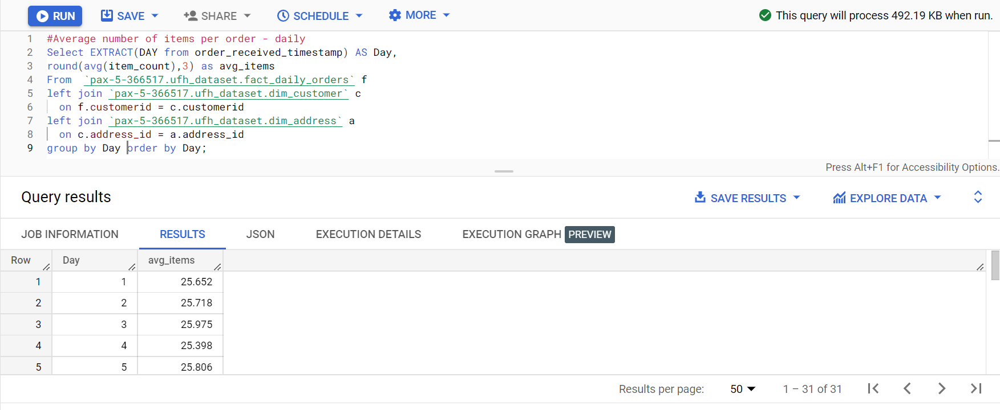 RUN SAVE SHARE SCHEDULE MORE This query will process 492.19 KB when run.
1 #Average number of items per order - daily
2 Select EXTRACT(DAY from order_received_timestamp) AS Day,
3 round(avg(item_count),3) as avg_items
4 From `pax-5-366517.ufh_dataset.fact_daily_orders` f
5 left join `pax-5-366517.ufh_dataset.dim_customer` c
6 on f.customerid = c.customerid
7 left join `pax-5-366517.ufh_dataset.dim_address` a
8 on c.address_id = a.address_id
9 group by Day order by Day;
Press Alt+F1 for Accessibility Options.
Query results SAVE RESULTS EXPLORE DATA
JOB INFORMATION RESULTS JSON EXECUTION DETAILS EXECUTION GRAPH PREVIEW
Row Day avg_items
1 1 25.652
2 2 25.718
3 3 25.975
4 4 25.398
5 5 25.806
Results per page: 50 1 – 31 of 31